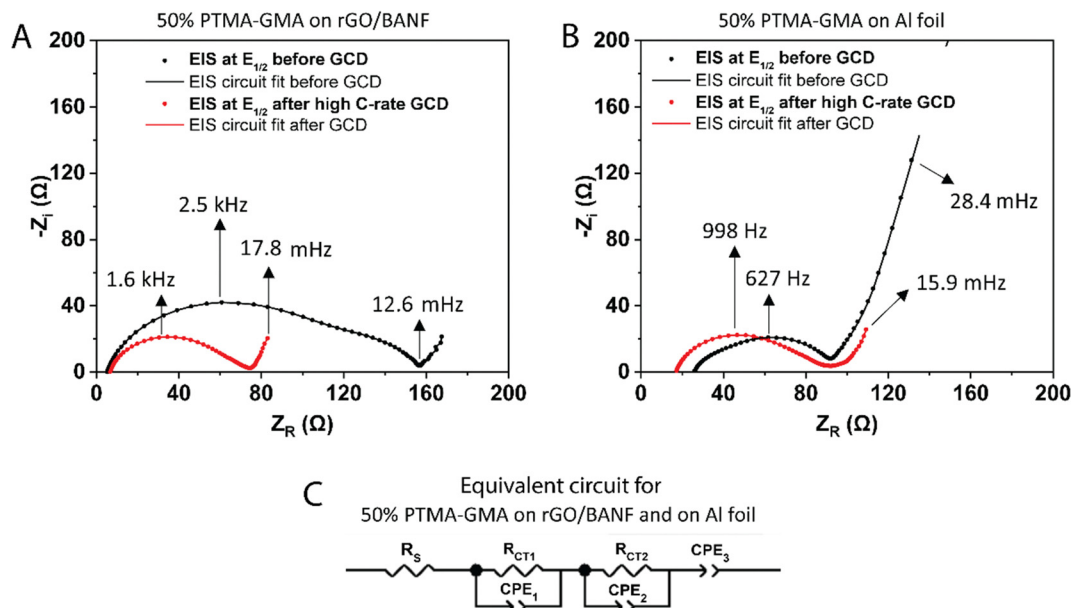 A
50% PTMA-GMA on rGO/BANF
200
160
120
80
40
0
-Zi (Ω)
EIS at E1/2 before GCD
EIS circuit fit before GCD
EIS at E1/2 after high C-rate GCD
EIS circuit fit after GCD
2.5 kHz
1.6 kHz
17.8 mHz
12.6 mHz
0 40 80 120 160 200
ZR (Ω)
B
50% PTMA-GMA on Al foil
200
160
120
80
40
0
-Zi (Ω)
EIS at E1/2 before GCD
EIS circuit fit before GCD
EIS at E1/2 after high C-rate GCD
EIS circuit fit after GCD
998 Hz
627 Hz
28.4 mHz
15.9 mHz
0 40 80 120 160 200
ZR (Ω)
C
Equivalent circuit for
50% PTMA-GMA on rGO/BANF and on Al foil
RS RCT1 RCT2 CPE3
CPE1 CPE2